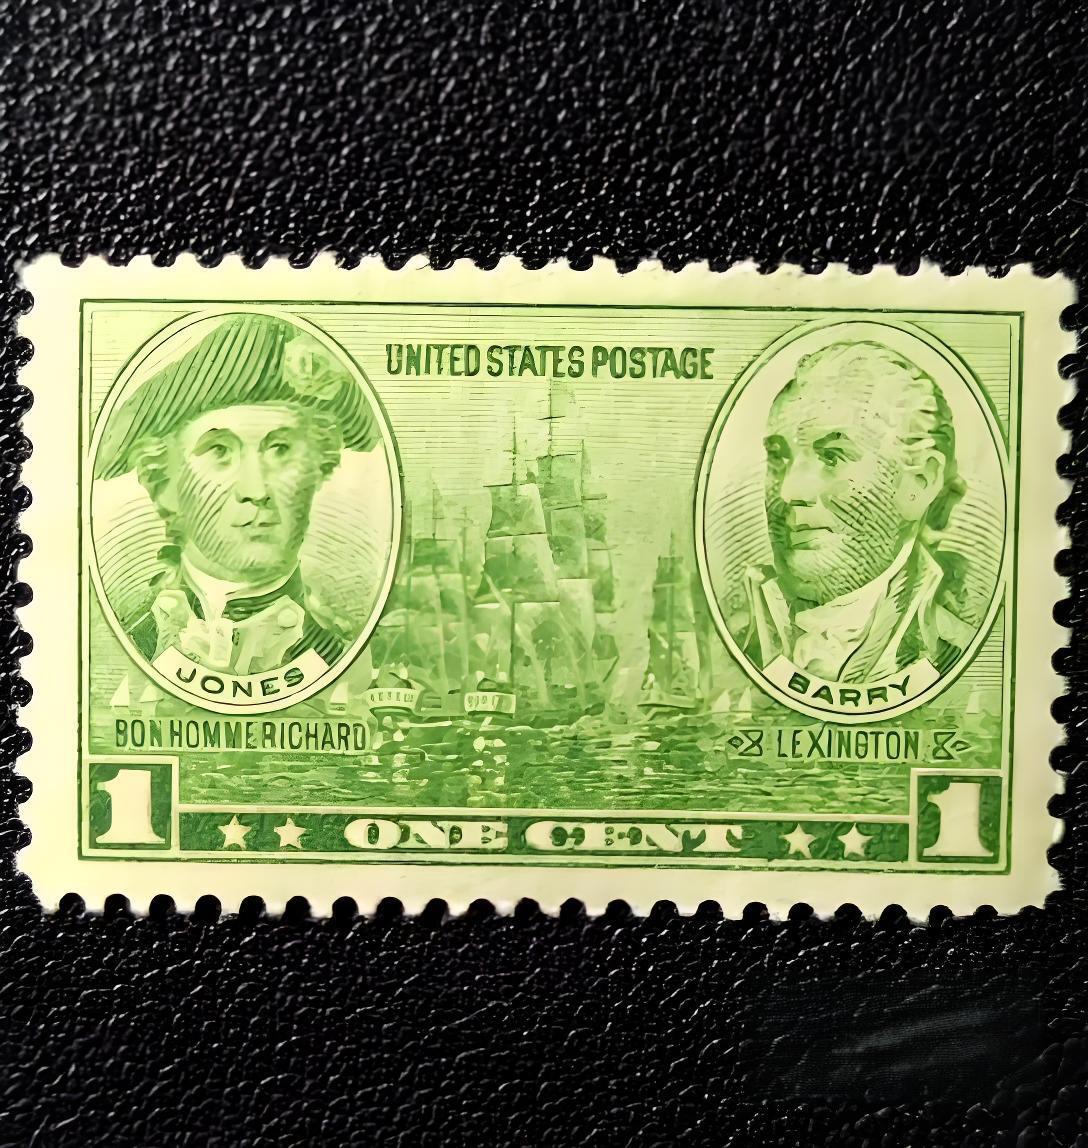 UNITED STATES POSTAGE
JONES
BARRY
BON HOMME RICHARD
LEXINGTON
1 ONE CENT 1